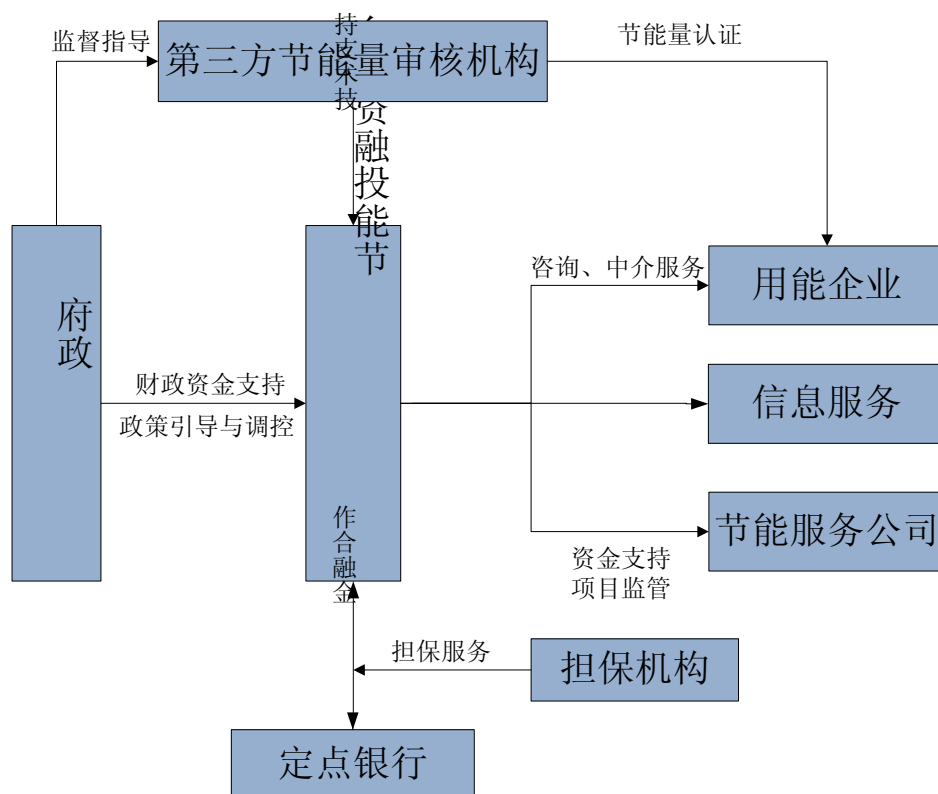 监督指导
持支术技
第三方节能量审核机构
节能量认证
资融投能节
府政
咨询、中介服务
用能企业
财政资金支持
政策引导与调控
信息服务
节能服务公司
作合融金
资金支持
项目监管
担保服务
担保机构
定点银行